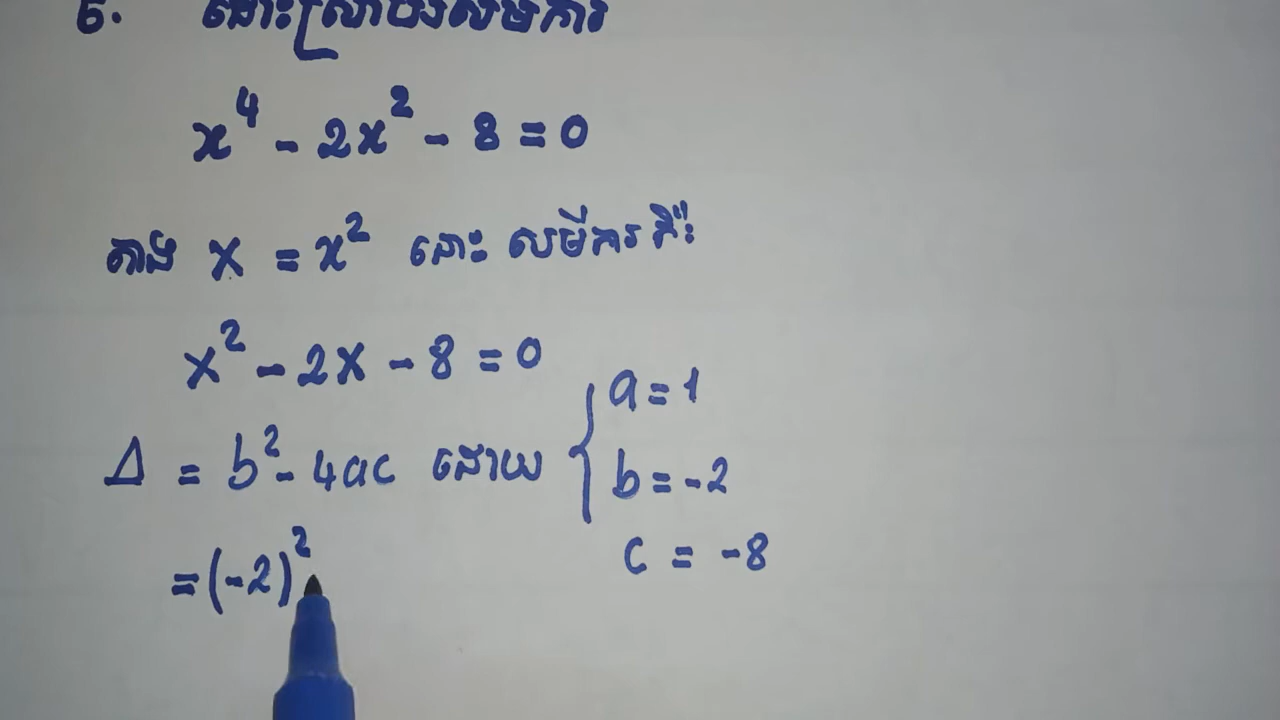 5. ដោះស្រាយសមីការ
x⁴ - 2x² - 8 = 0
តាង X = x² នោះ សមីការ គឺ៖
X² - 2X - 8 = 0
Δ = b² - 4ac ដោយ { a = 1
b = -2
c = -8
= (-2)²